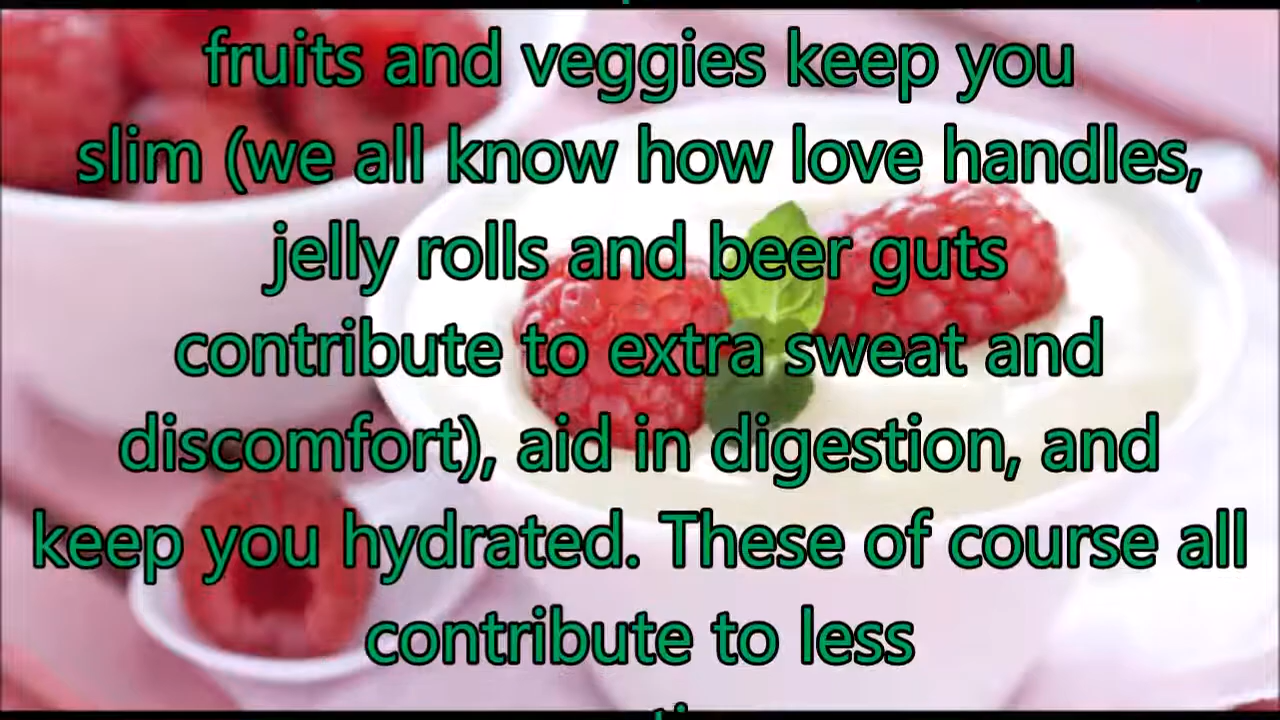 fruits and veggies keep you
slim (we all know how love handles,
jelly rolls and beer guts
contribute to extra sweat and
discomfort), aid in digestion, and
keep you hydrated. These of course all
contribute to less